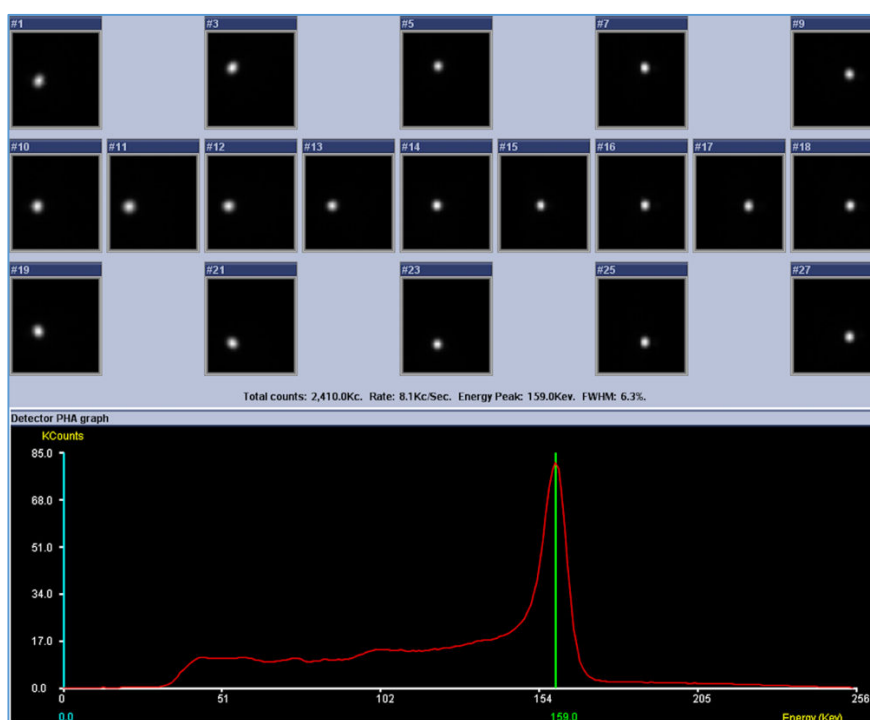 #1 #3 #5 #7 #9
#10 #11 #12 #13 #14 #15 #16 #17 #18
#19 #21 #23 #25 #27
Total counts: 2,410.0Kc. Rate: 8.1Kc/Sec. Energy Peak: 159.0Kev. FWHM: 6.3%.
Detector PHA graph
KCounts
85.0
68.0
51.0
34.0
17.0
0.0
0 51 102 154 205 256
0.0 159.0 Energy (Kev)